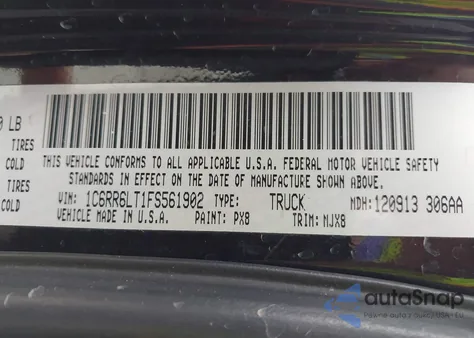 0 LB
TIRES
COLD
TIRES
COLD
THIS VEHICLE CONFORMS TO ALL APPLICABLE U.S.A. FEDERAL MOTOR VEHICLE SAFETY
STANDARDS IN EFFECT ON THE DATE OF MANUFACTURE SHOWN ABOVE.
VIN: 1C6RR6LT1FS561902 TYPE: TRUCK MDH: 120913 306AA
VEHICLE MADE IN U.S.A. PAINT: PX8 TRIM: MJX8
autoSnap